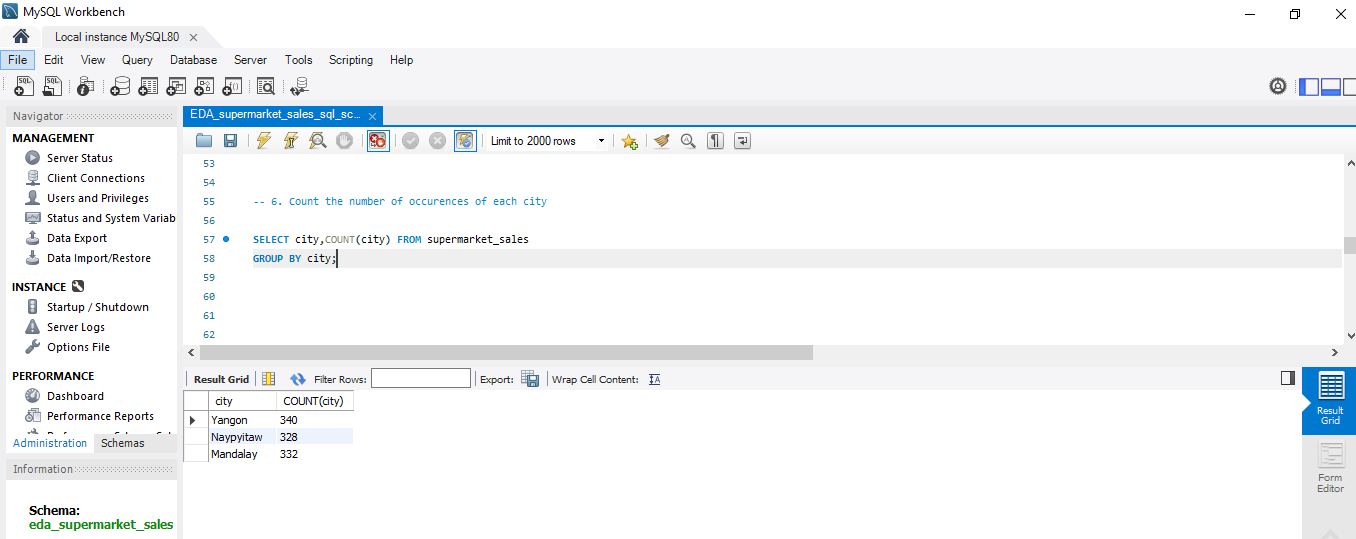 MySQL Workbench
Local instance MySQL80
File Edit View Query Database Server Tools Scripting Help
Navigator
MANAGEMENT
Server Status
Client Connections
Users and Privileges
Status and System Variab
Data Export
Data Import/Restore
INSTANCE
Startup / Shutdown
Server Logs
Options File
PERFORMANCE
Dashboard
Performance Reports
Administration Schemas
Information
Schema:
eda_supermarket_sales
EDA_supermarket_sales_sql_sc...
Limit to 2000 rows
53
54
55 -- 6. Count the number of occurences of each city
56
57 SELECT city,COUNT(city) FROM supermarket_sales
58 GROUP BY city;
59
60
61
62
Result Grid Filter Rows: Export: Wrap Cell Content:
city COUNT(city)
Yangon 340
Naypyitaw 328
Mandalay 332
Result
Grid
Form
Editor